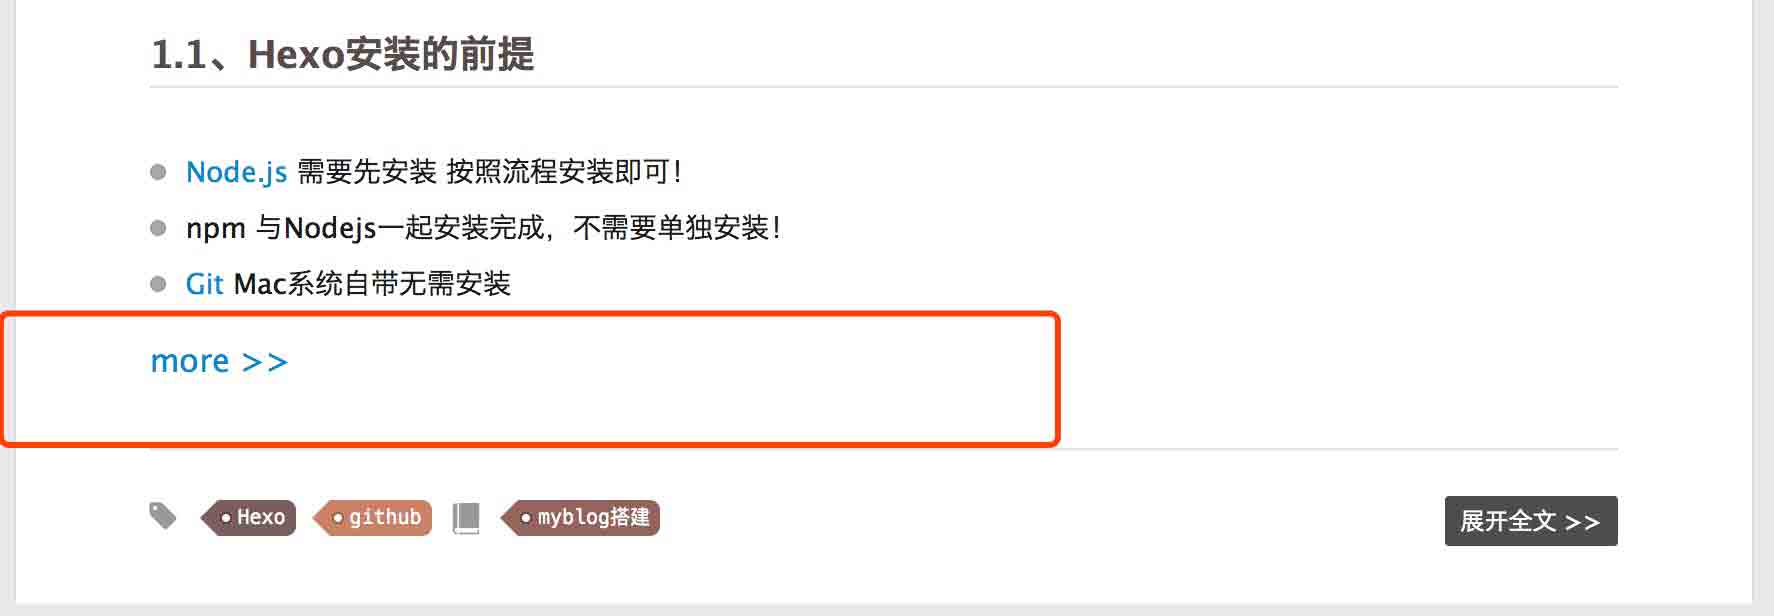 1.1、Hexo安装的前提
Node.js 需要先安装 按照流程安装即可！
npm 与Nodejs一起安装完成，不需要单独安装！
Git Mac系统自带无需安装
more >>
Hexo github myblog搭建 展开全文 >>